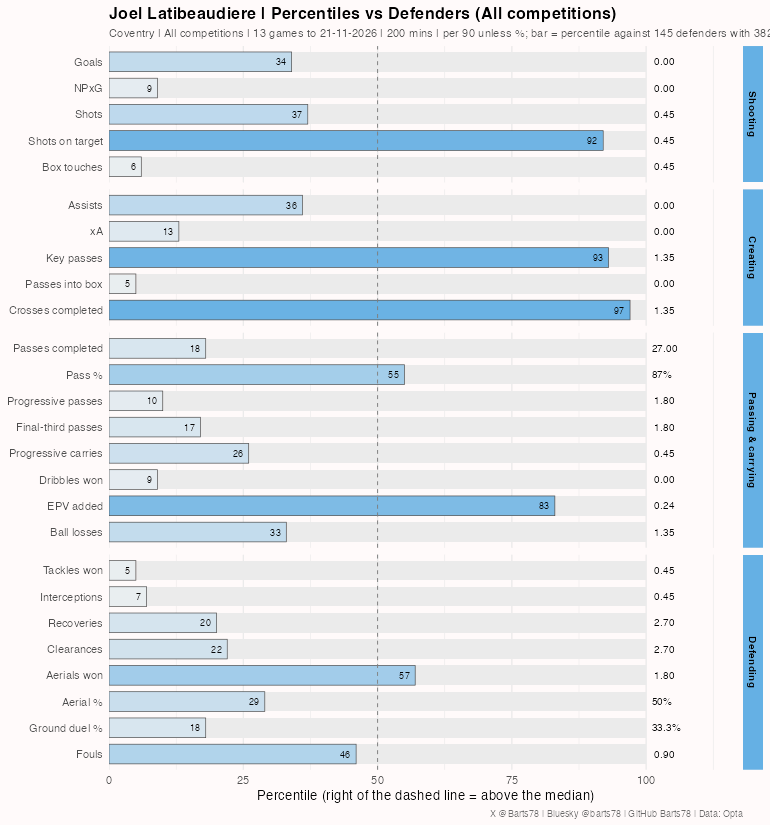 Joel Latibeaudiere | Percentiles vs Defenders (All competitions)
Coventry | All competitions | 13 games to 21-11-2026 | 200 mins | per 90 unless %; bar = percentile against 145 defenders with 382
Goals 34 0.00
NPxG 9 0.00
Shots 37 0.45
Shots on target 92 0.45
Box touches 6 0.45
Shooting
Assists 36 0.00
xA 13 0.00
Key passes 93 1.35
Passes into box 5 0.00
Crosses completed 97 1.35
Creating
Passes completed 18 27.00
Pass % 55 87%
Progressive passes 10 1.80
Final-third passes 17 1.80
Progressive carries 26 0.45
Dribbles won 9 0.00
EPV added 83 0.24
Ball losses 33 1.35
Passing & carrying
Tackles won 5 0.45
Interceptions 7 0.45
Recoveries 20 2.70
Clearances 22 2.70
Aerials won 57 1.80
Aerial % 29 50%
Ground duel % 18 33.3%
Fouls 46 0.90
Defending
0 25 50 75 100
Percentile (right of the dashed line = above the median)
X @Barts78 | Bluesky @barts78 | GitHub Barts78 | Data: Opta